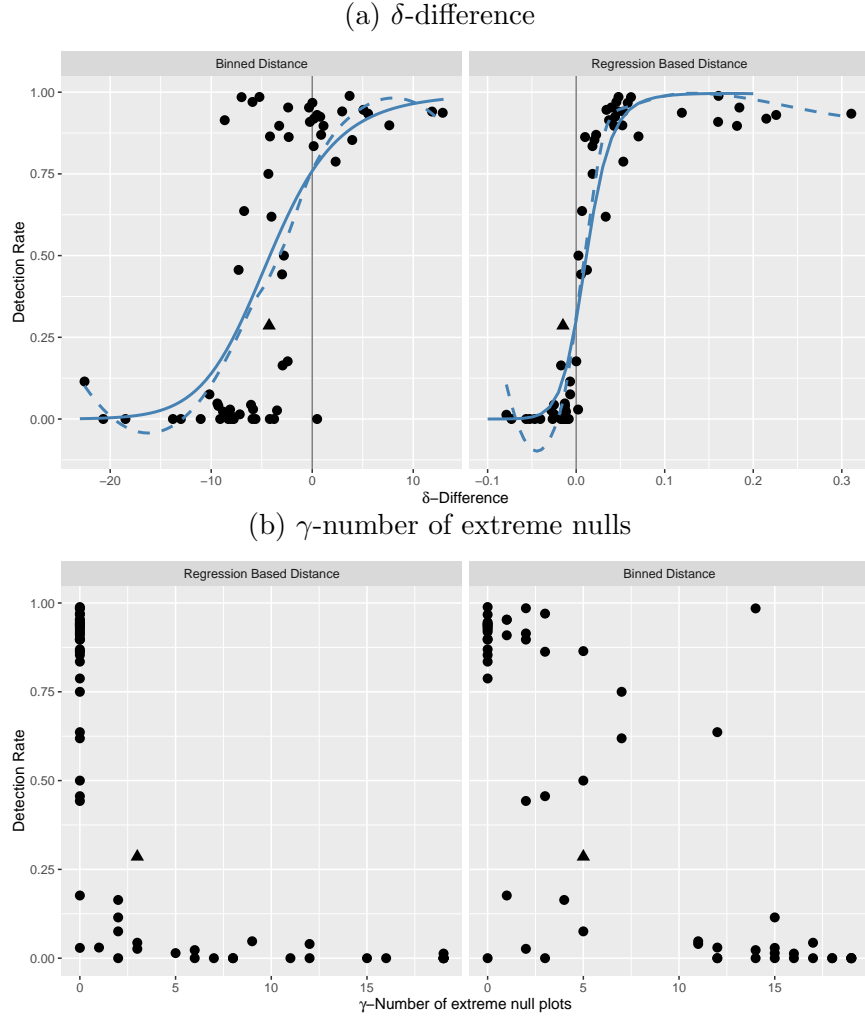 (a) δ-difference
Binned Distance
Regression Based Distance
1.00
0.75
0.50
0.25
0.00
Detection Rate
−20
−10
0
10
−0.1
0.0
0.1
0.2
0.3
δ−Difference
(b) γ-number of extreme nulls
Regression Based Distance
Binned Distance
1.00
0.75
0.50
0.25
0.00
Detection Rate
0
5
10
15
0
5
10
15
γ−Number of extreme null plots